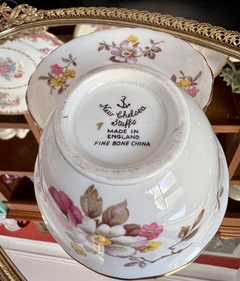 New Chelsea
Staffs
MADE IN
ENGLAND
FINE BONE CHINA